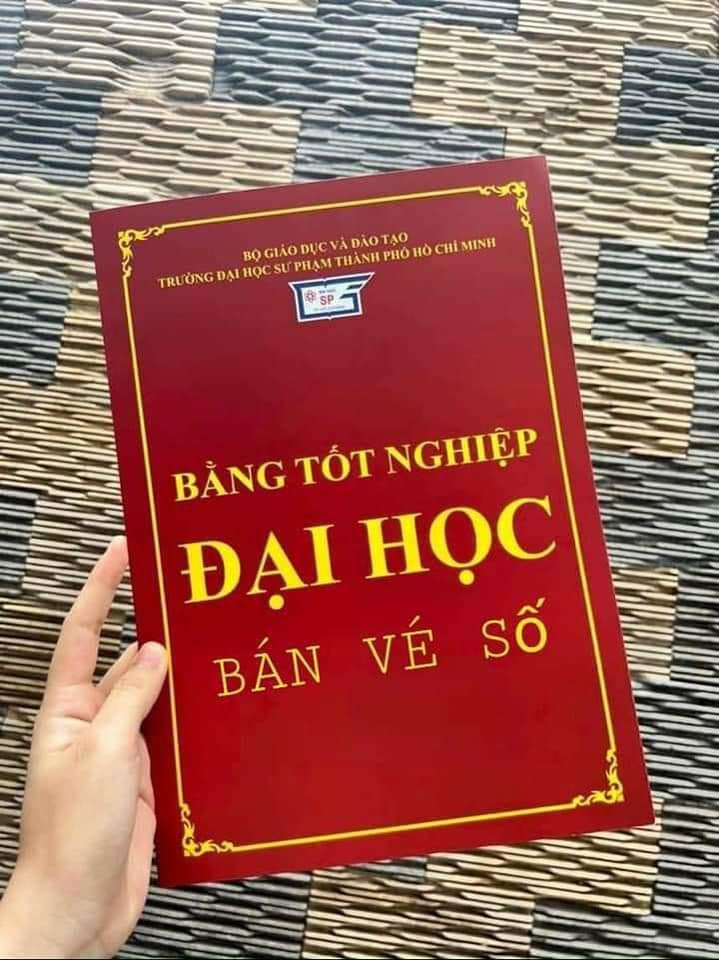 BỘ GIÁO DỤC VÀ ĐÀO TẠO
TRƯỜNG ĐẠI HỌC SƯ PHẠM THÀNH PHỐ HỒ CHÍ MINH
SP
BẰNG TỐT NGHIỆP
ĐẠI HỌC
BÁN VÉ SỐ